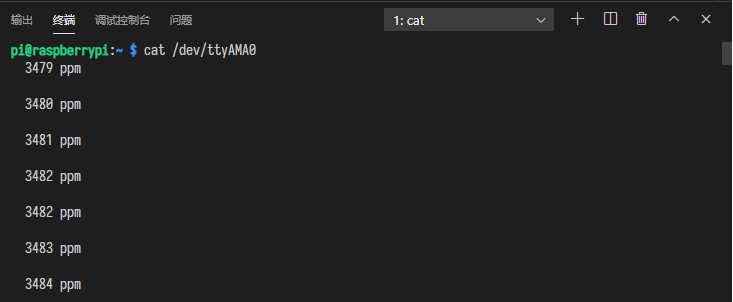 输出 终端 调试控制台 问题 1: cat
pi@raspberrypi:~ $ cat /dev/ttyAMA0
3479 ppm
3480 ppm
3481 ppm
3482 ppm
3482 ppm
3483 ppm
3484 ppm